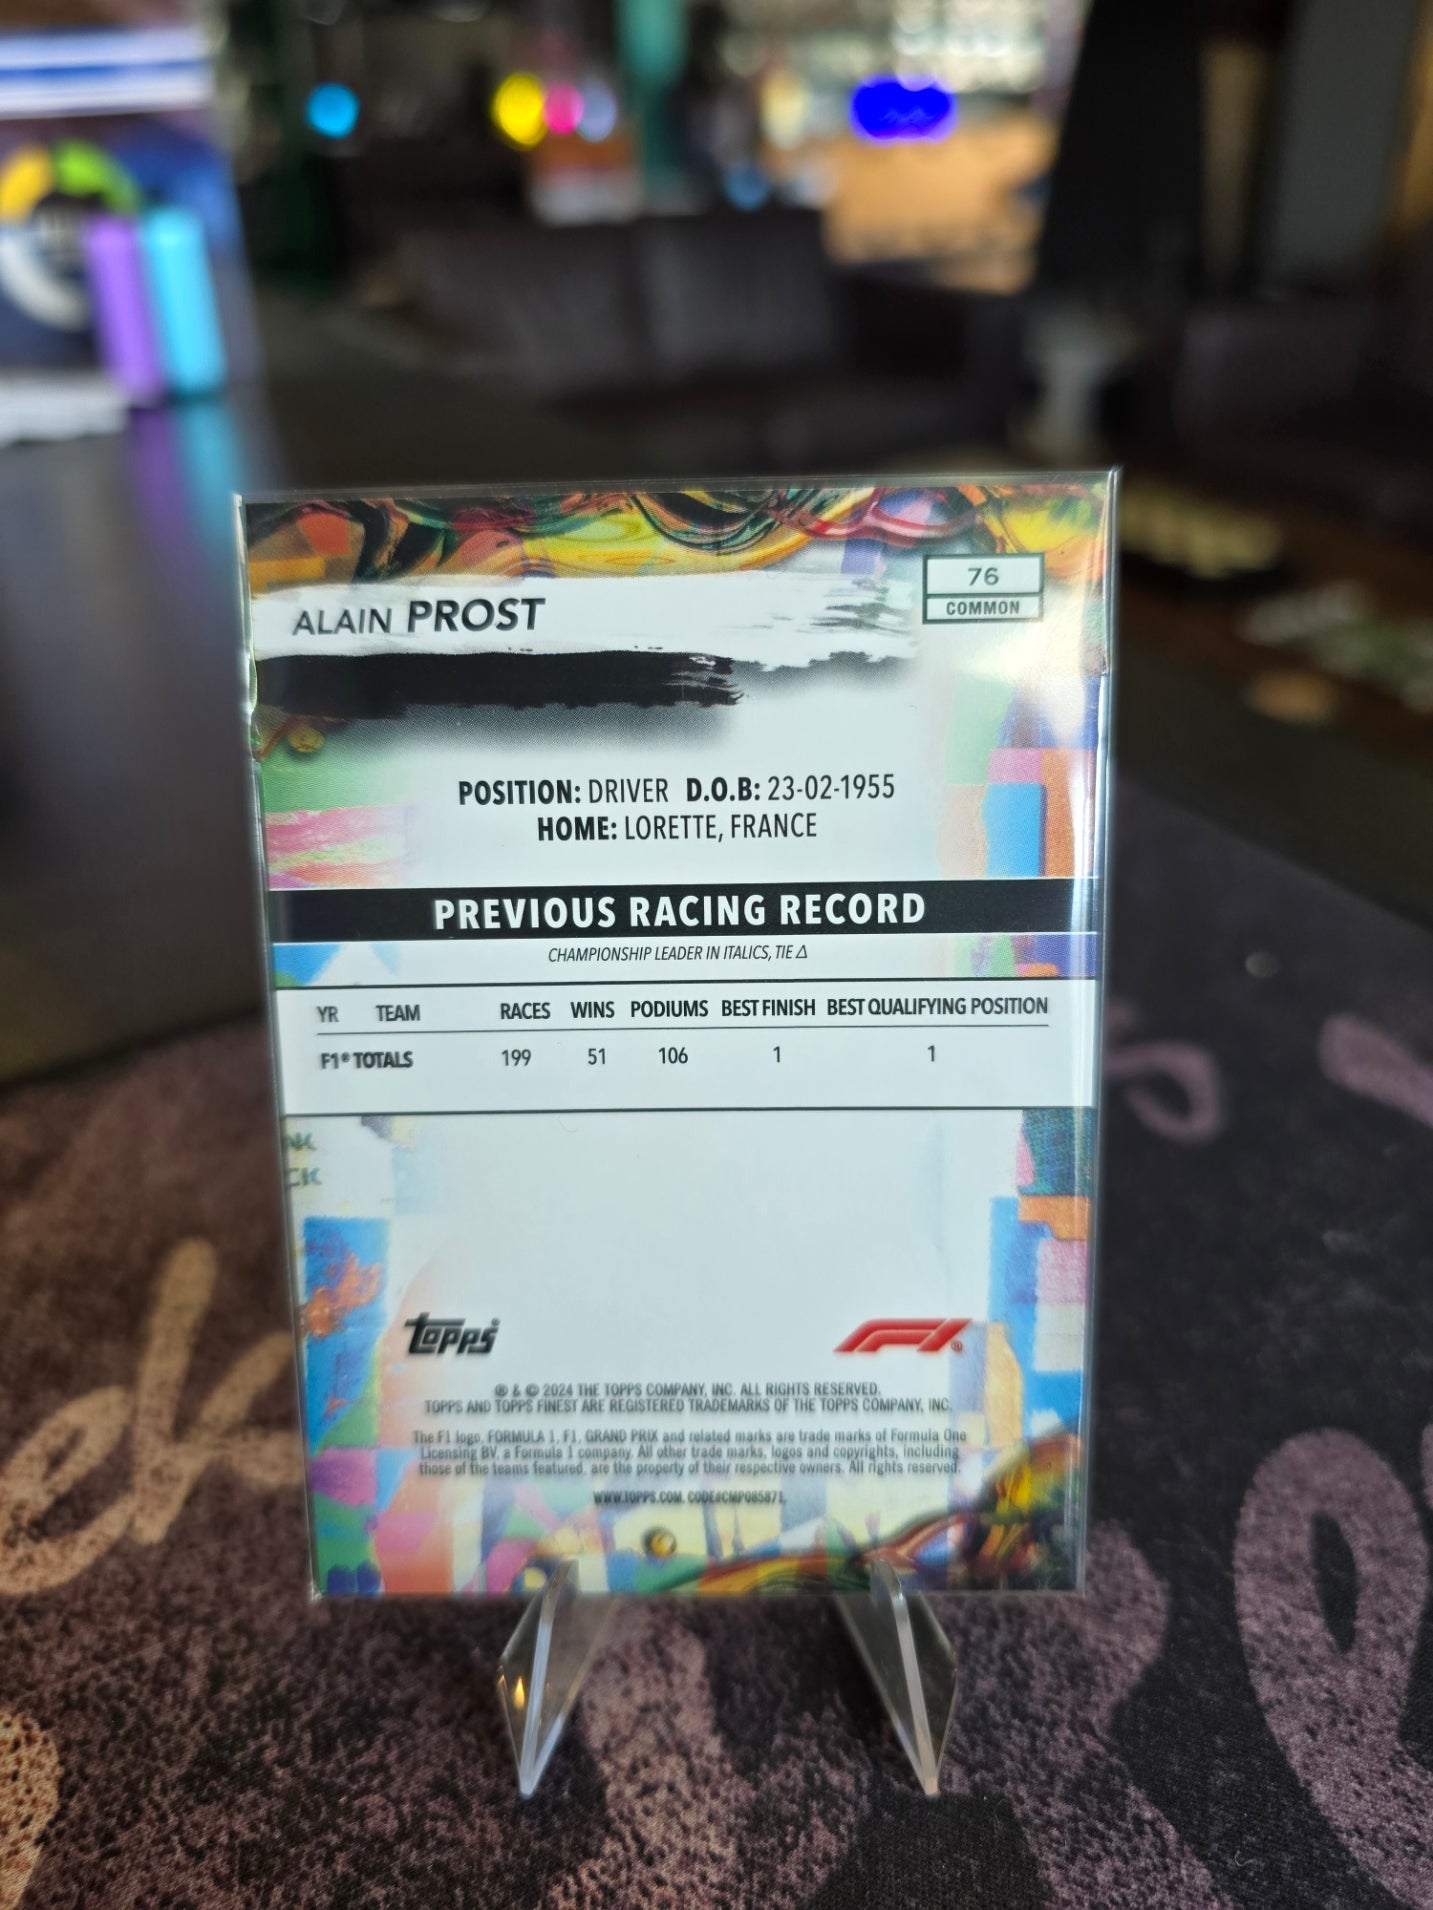 76
ALAIN PROST
COMMON
POSITION: DRIVER D.O.B: 23-02-1955
HOME: LORETTE, FRANCE
PREVIOUS RACING RECORD
CHAMPIONSHIP LEADER IN ITALICS, TIE Δ
YR TEAM RACES WINS PODIUMS BEST FINISH BEST QUALIFYING POSITION
F1® TOTALS 199 51 106 1 1
topps® F1®
® & © 2024 THE TOPPS COMPANY, INC. ALL RIGHTS RESERVED.
TOPPS AND TOPPS FINEST ARE REGISTERED TRADEMARKS OF THE TOPPS COMPANY, INC.
The F1 logo, FORMULA 1, F1, GRAND PRIX and related marks are trade marks of Formula One
Licensing BV, a Formula 1 company. All other trade marks, logos and copyrights, including
those of the teams featured, are the property of their respective owners. All rights reserved.
WWW.TOPPS.COM. CODE#CMP085871.